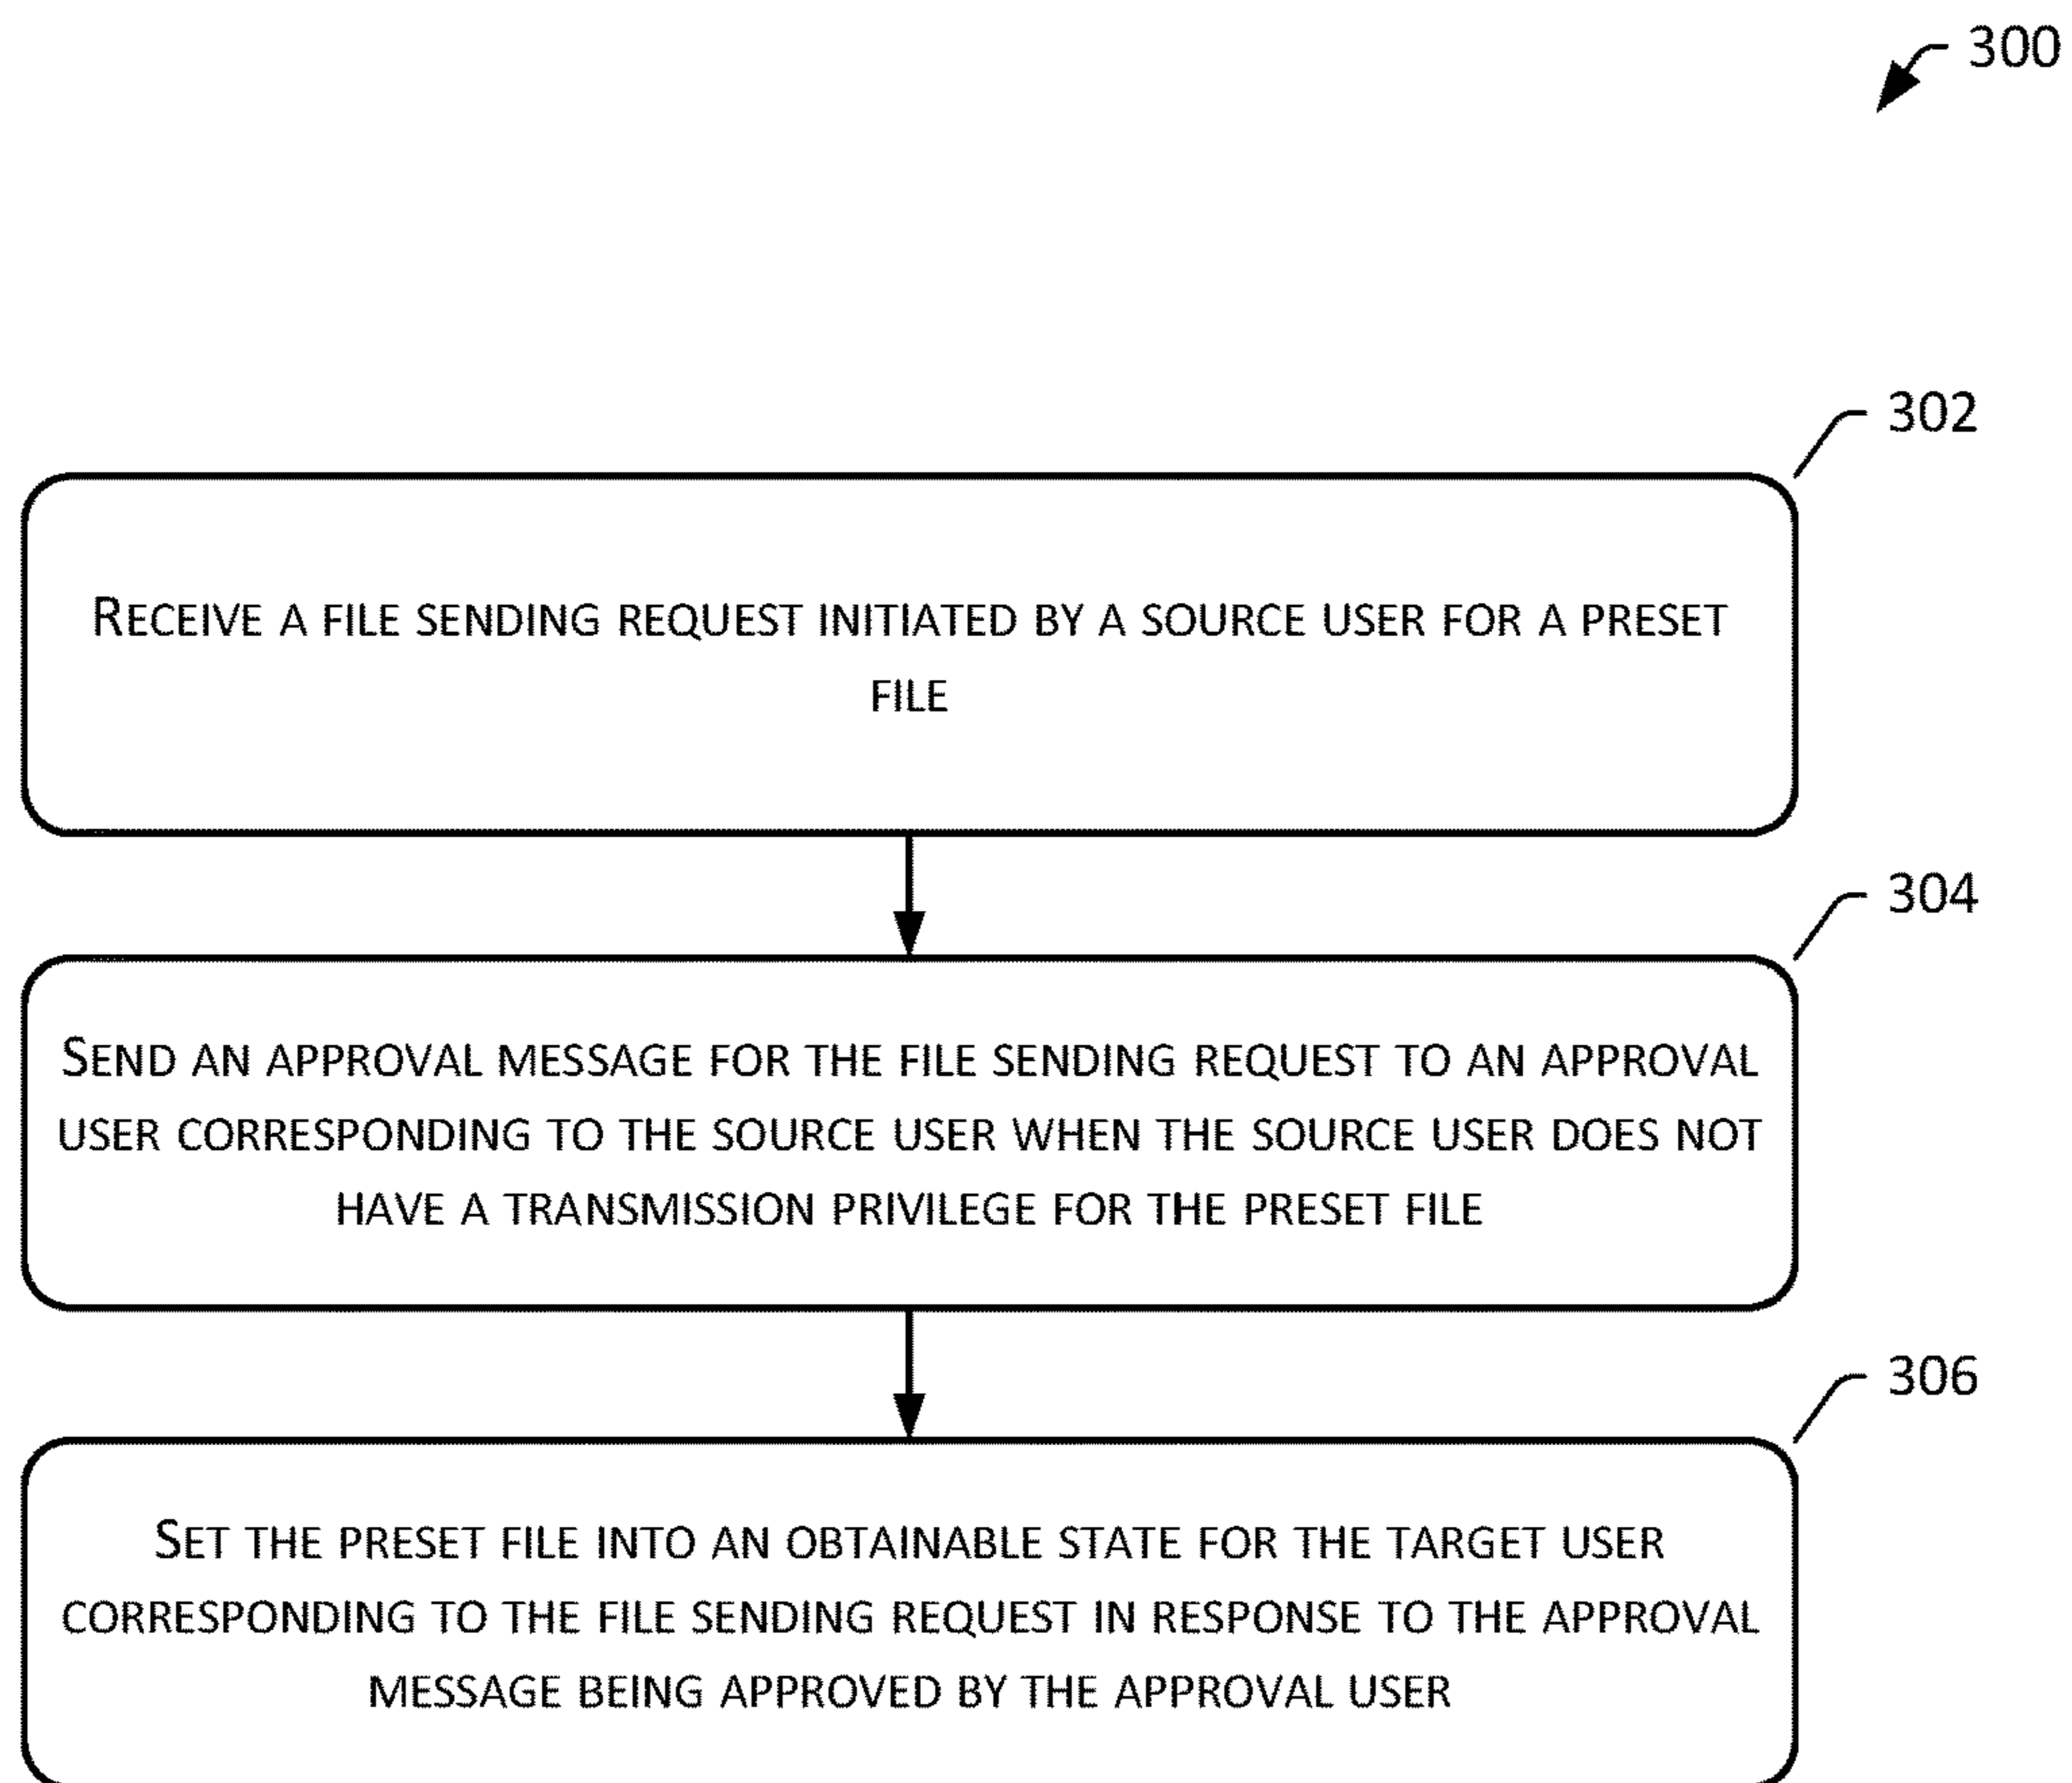 300
302
RECEIVE A FILE SENDING REQUEST INITIATED BY A SOURCE USER FOR A PRESET
FILE
304
SEND AN APPROVAL MESSAGE FOR THE FILE SENDING REQUEST TO AN APPROVAL
USER CORRESPONDING TO THE SOURCE USER WHEN THE SOURCE USER DOES NOT
HAVE A TRANSMISSION PRIVILEGE FOR THE PRESET FILE
306
SET THE PRESET FILE INTO AN OBTAINABLE STATE FOR THE TARGET USER
CORRESPONDING TO THE FILE SENDING REQUEST IN RESPONSE TO THE APPROVAL
MESSAGE BEING APPROVED BY THE APPROVAL USER